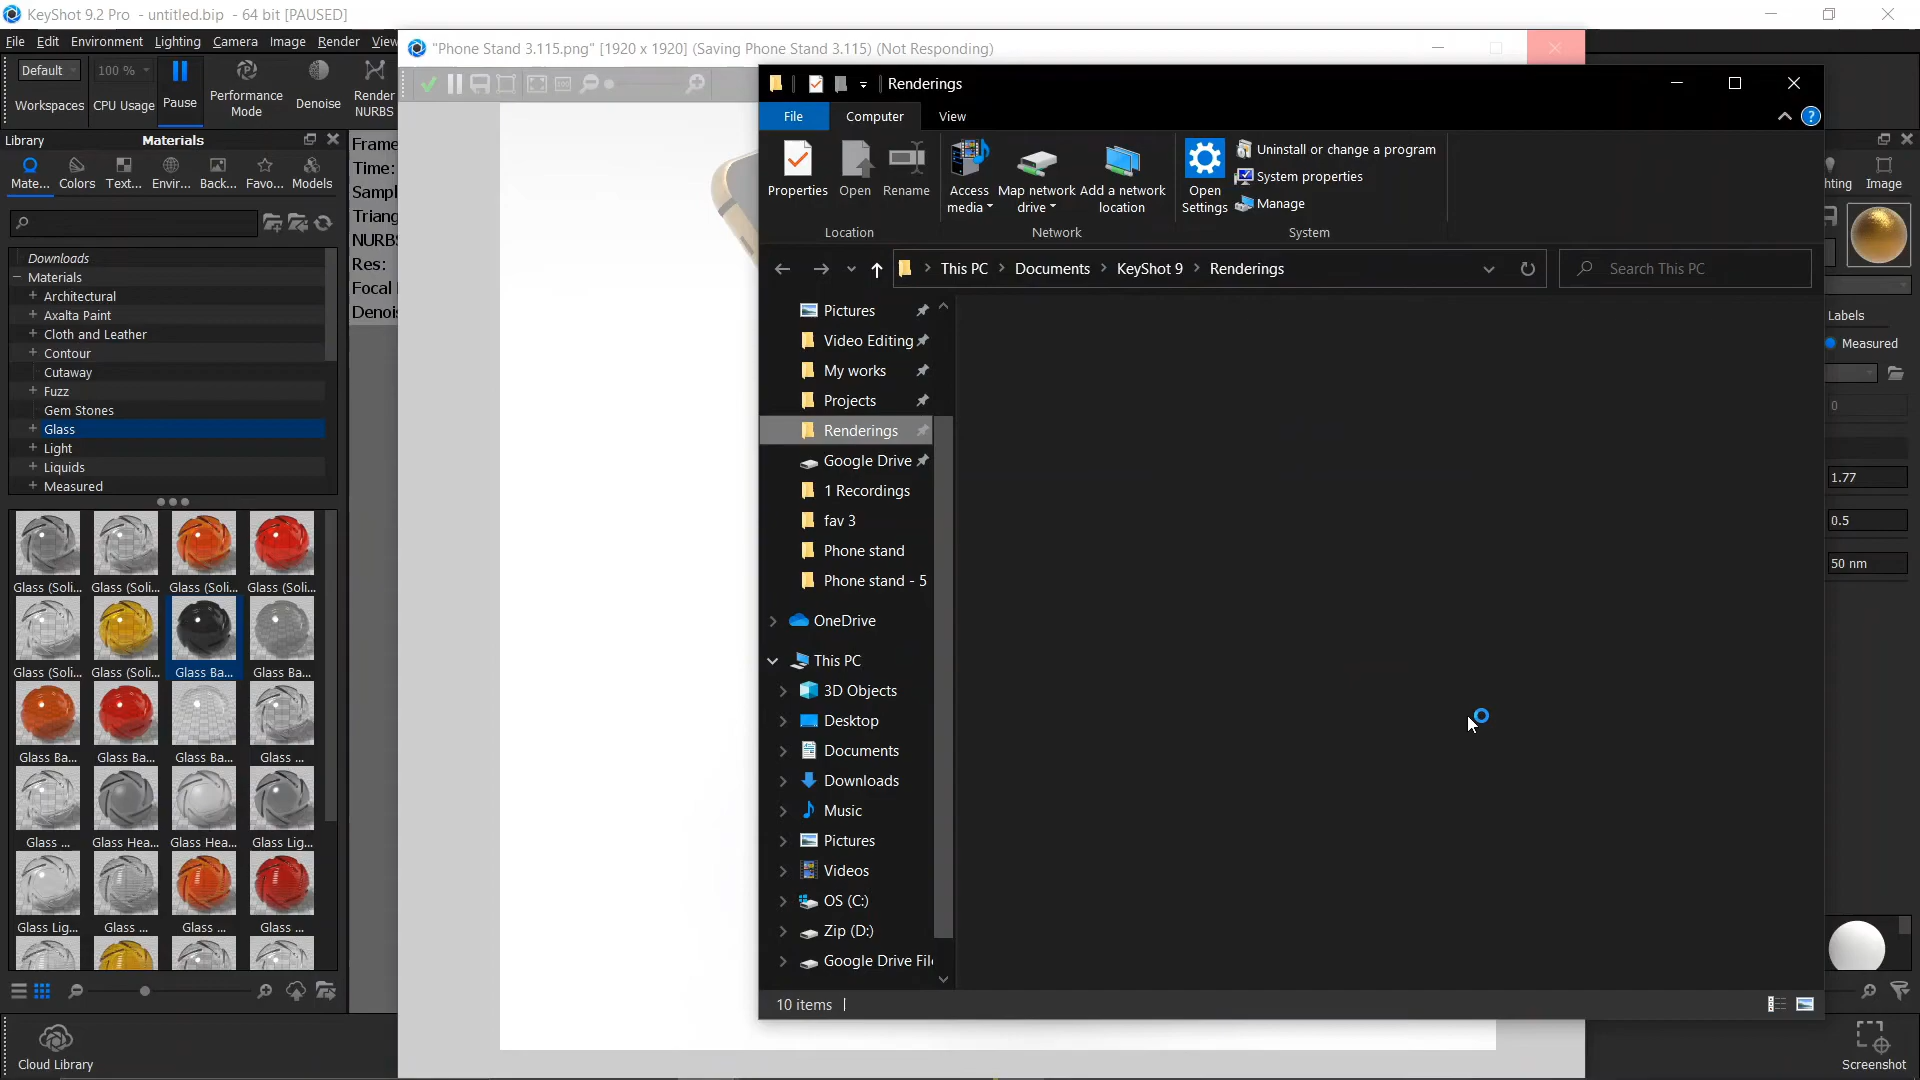 KeyShot 9.2 Pro - untitled.bip - 64 bit [PAUSED]
File Edit Environment Lighting Camera Image Render View
"Phone Stand 3.115.png" [1920 x 1920] (Saving Phone Stand 3.115) (Not Responding)
Default
100 %
Workspaces
CPU Usage
Pause
Performance
Mode
Denoise
Render
NURBS
Library
Materials
Mate...
Colors
Text...
Envir...
Back...
Favo...
Models
Downloads
Materials
Architectural
Axalta Paint
Cloth and Leather
Contour
Cutaway
Fuzz
Gem Stones
Glass
Light
Liquids
Measured
Glass (Soli... Glass (Soli... Glass (Soli... Glass (Soli...
Glass (Soli... Glass (Soli... Glass Ba... Glass Ba...
Glass Ba... Glass Ba... Glass Ba... Glass ...
Glass ... Glass Hea... Glass Hea... Glass Lig...
Glass Lig... Glass ... Glass ... Glass ...
Cloud Library
Time:
Res:
Renderings
File
Computer
View
Properties
Open
Rename
Location
Access
media
Map network
drive
Add a network
location
Network
Open
Settings
Uninstall or change a program
System properties
Manage
System
This PC > Documents > KeyShot 9 > Renderings
Search This PC
Pictures
Video Editing
My works
Projects
Renderings
Google Drive
1 Recordings
fav 3
Phone stand
Phone stand - 5
OneDrive
This PC
3D Objects
Desktop
Documents
Downloads
Music
Pictures
Videos
OS (C:)
Zip (D:)
Google Drive
10 items
Image
Labels
Measured
0
1.77
0.5
50 nm
Screenshot